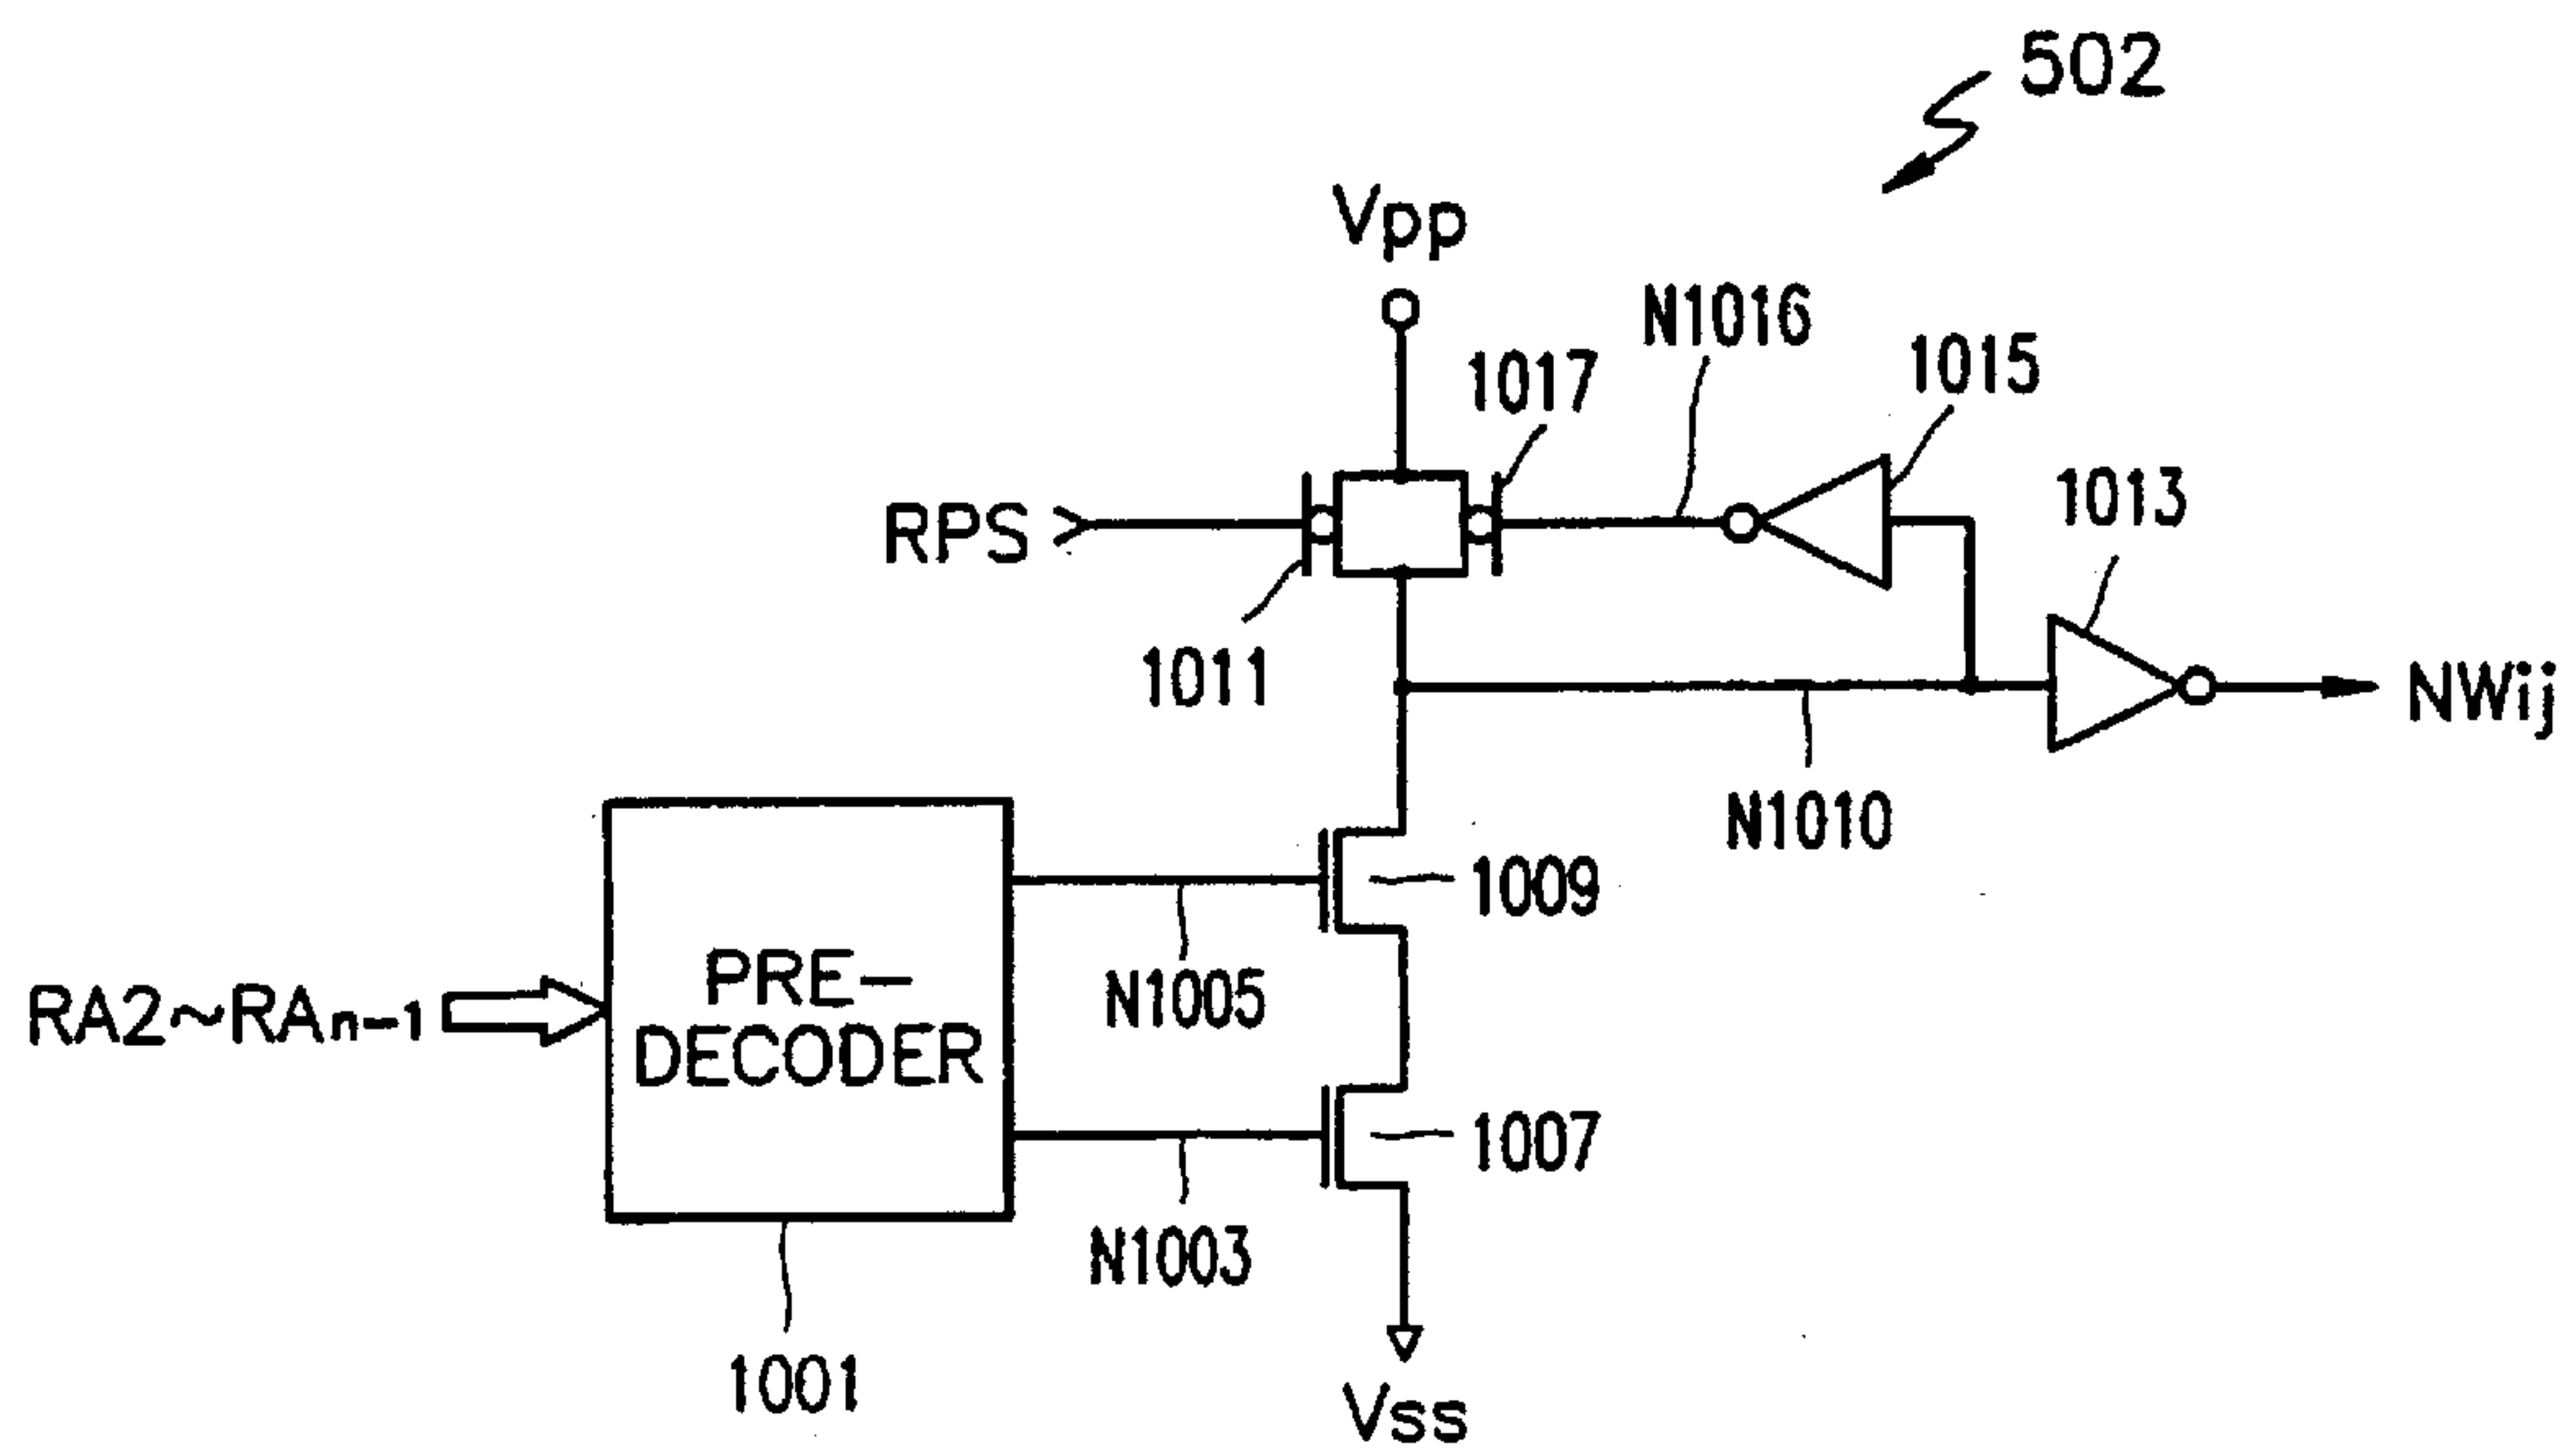 502
Vpp
N1016
1017
1015
1013
RPS
1011
NWij
N1010
1009
PRE-
DECODER
N1005
RA2~RAn-1
1007
N1003
1001
Vss